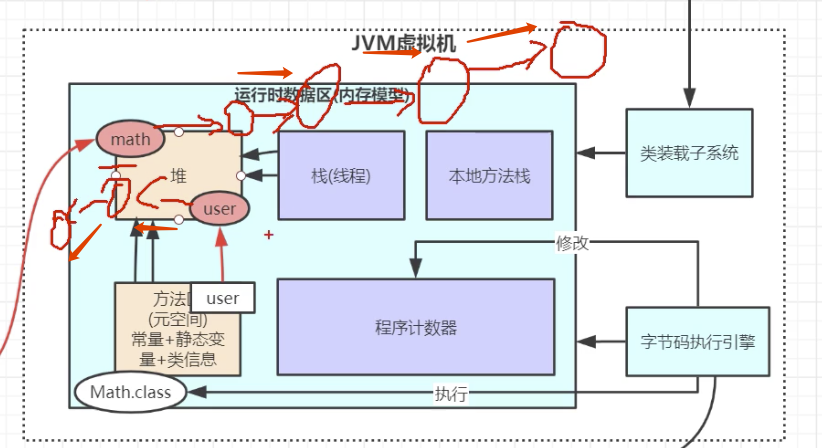 JVM虚拟机
运行时数据区(内存模型)
math
堆
栈(线程)
本地方法栈
类装载子系统
user
修改
方法
user
(元空间)
常量+静态变
量+类信息
程序计数器
字节码执行引擎
Math.class
执行